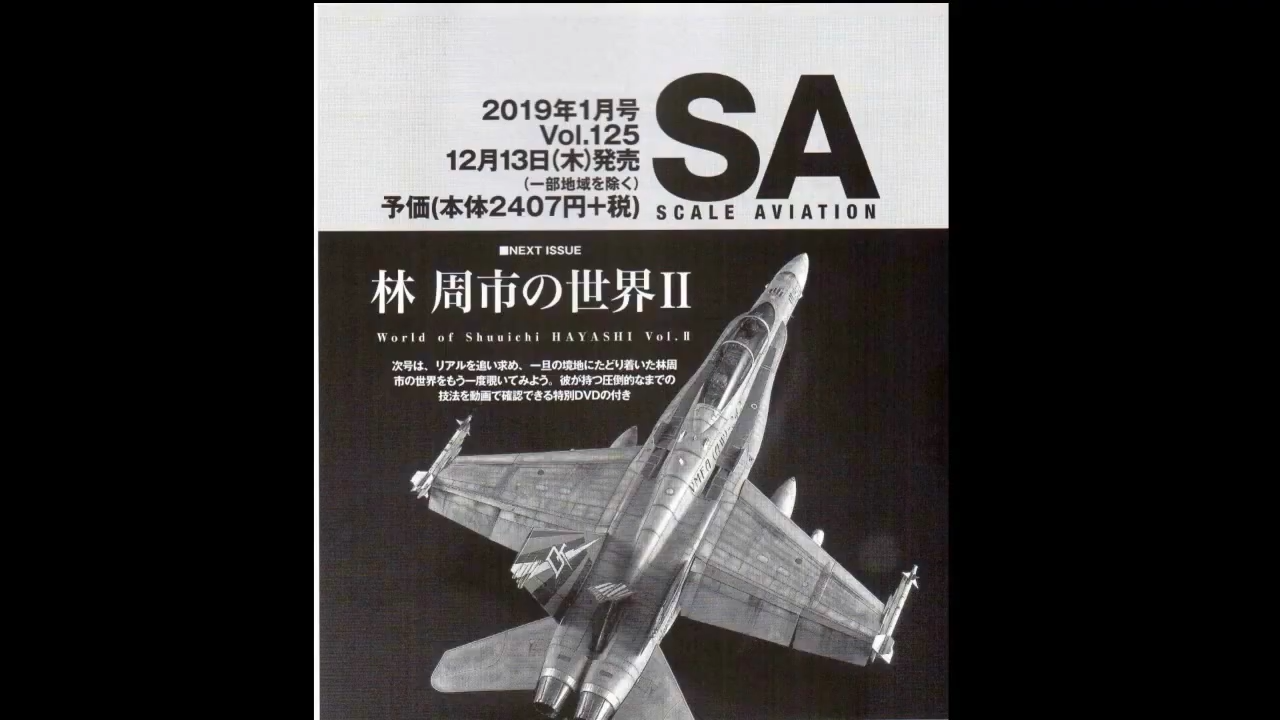 2019年1月号
Vol.125
12月13日(木)発売
(一部地域を除く)
予価(本体2407円+税)
SA
SCALE AVIATION
■NEXT ISSUE
林 周市の世界II
World of Shuuichi HAYASHI Vol.II
次号は、リアルを追い求め、一旦の境地にたどり着いた林周
市の世界をもう一度覗いてみよう。彼が持つ圧倒的なまでの
技法を動画で確認できる特別DVDの付き
VMFA